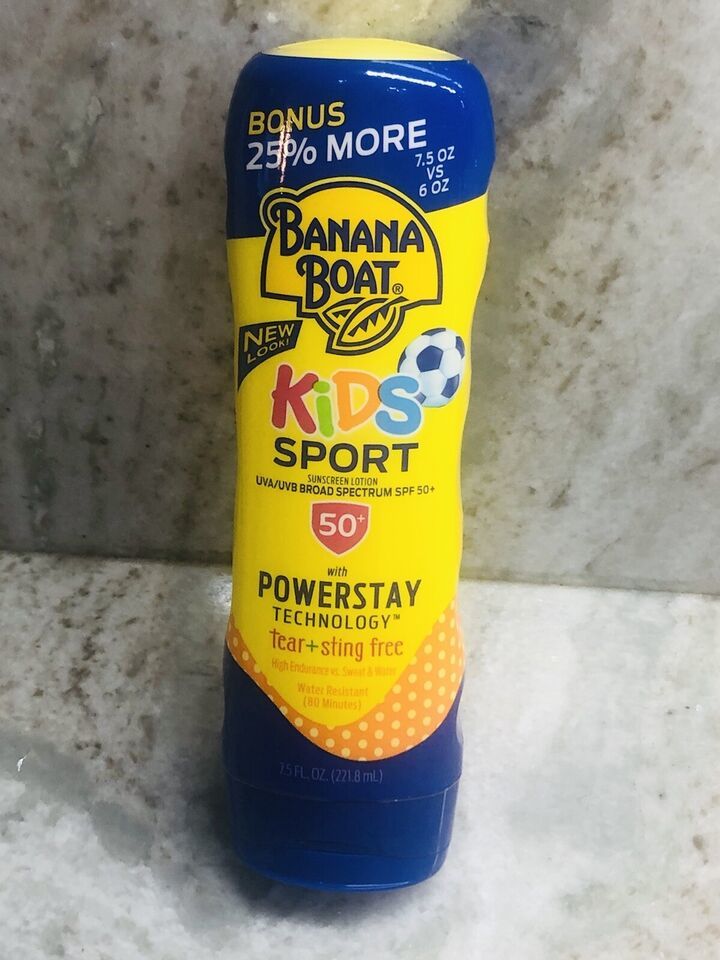 BONUS
25% MORE
7.5 OZ
VS
6 OZ
BANANA
BOAT®
NEW
LOOK!
KiDS
SPORT
SUNSCREEN LOTION
UVA/UVB BROAD SPECTRUM SPF 50+
50+
with
POWERSTAY
TECHNOLOGY™
tear+sting free
High Endurance vs. Sweat & Water
Water Resistant
(80 Minutes)
7.5 FL. OZ. (221.8 mL)